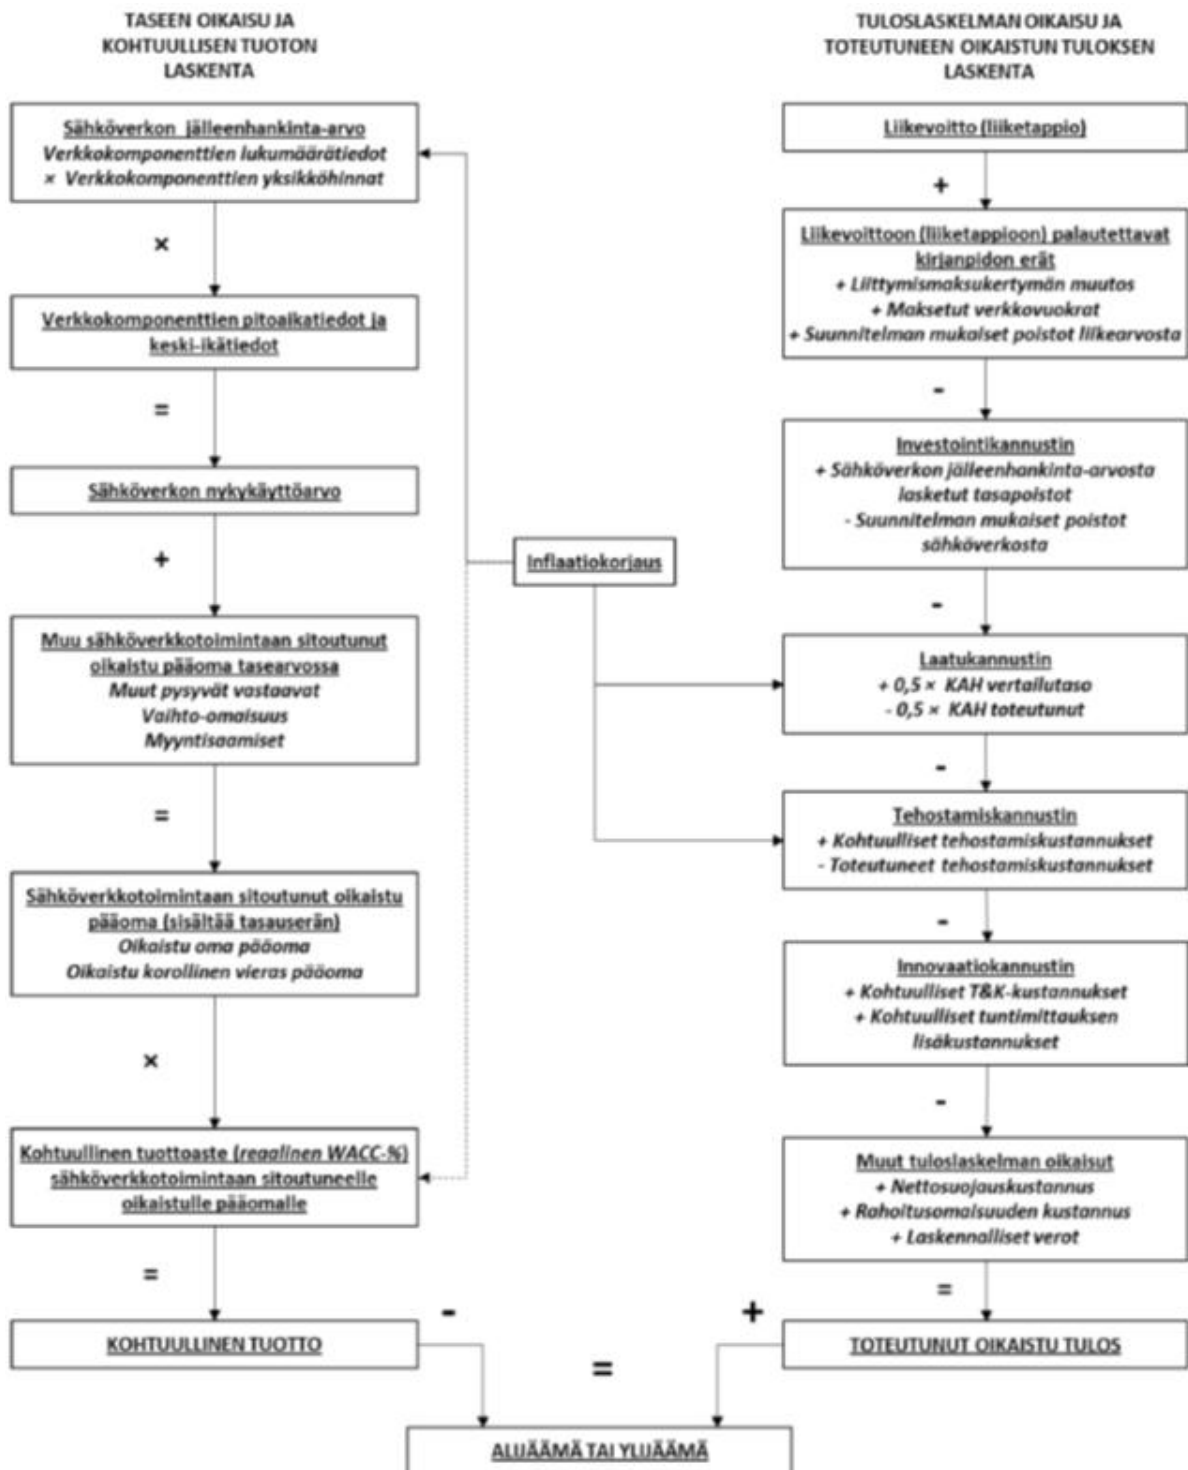 TASEEN OIKAISU JA
KOHTUULLISEN TUOTON
LASKENTA
Sähköverkon jälleenhankinta-arvo
Verkkokomponenttien lukumäärätiedot
× Verkkokomponenttien yksikköhinnat
×
Verkkokomponenttien pitoaikatiedot ja
keski-ikätiedot
=
Sähköverkon nykykäyttöarvo
+
Muu sähköverkkotoimintaan sitoutunut
oikaistu pääoma tasearvossa
Muut pysyvät vastaavat
Vaihto-omaisuus
Myyntisaamiset
=
Sähköverkkotoimintaan sitoutunut oikaistu
pääoma (sisältää tasauserän)
Oikaistu oma pääoma
Oikaistu korollinen vieras pääoma
×
Kohtuullinen tuottoaste (reaalinen WACC-%)
sähköverkkotoimintaan sitoutuneelle
oikaistulle pääomalle
=
KOHTUULLINEN TUOTTO
-
Inflaatiokorjaus
TULOSLASKELMAN OIKAISU JA
TOTEUTUNEEN OIKAISTUN TULOKSEN
LASKENTA
Liikevoitto (liiketappio)
+
Liikevoittoon (liiketappioon) palautettavat
kirjanpidon erät
+ Liittymismaksukertymän muutos
+ Maksetut verkkovuokrat
+ Suunnitelman mukaiset poistot liikearvosta
-
Investointikannustin
+ Sähköverkon jälleenhankinta-arvosta
lasketut tasapoistot
- Suunnitelman mukaiset poistot
sähköverkosta
-
Laatukannustin
+ 0,5 × KAH vertailutaso
- 0,5 × KAH toteutunut
-
Tehostamiskannustin
+ Kohtuulliset tehostamiskustannukset
- Toteutuneet tehostamiskustannukset
-
Innovaatiokannustin
+ Kohtuulliset T&K-kustannukset
+ Kohtuulliset tuntimittauksen
lisäkustannukset
-
Muut tuloslaskelman oikaisut
+ Nettosuojauskustannus
+ Rahoitusomaisuuden kustannus
+ Laskennalliset verot
=
TOTEUTUNUT OIKAISTU TULOS
+
=
ALIJÄÄMÄ TAI YLIJÄÄMÄ